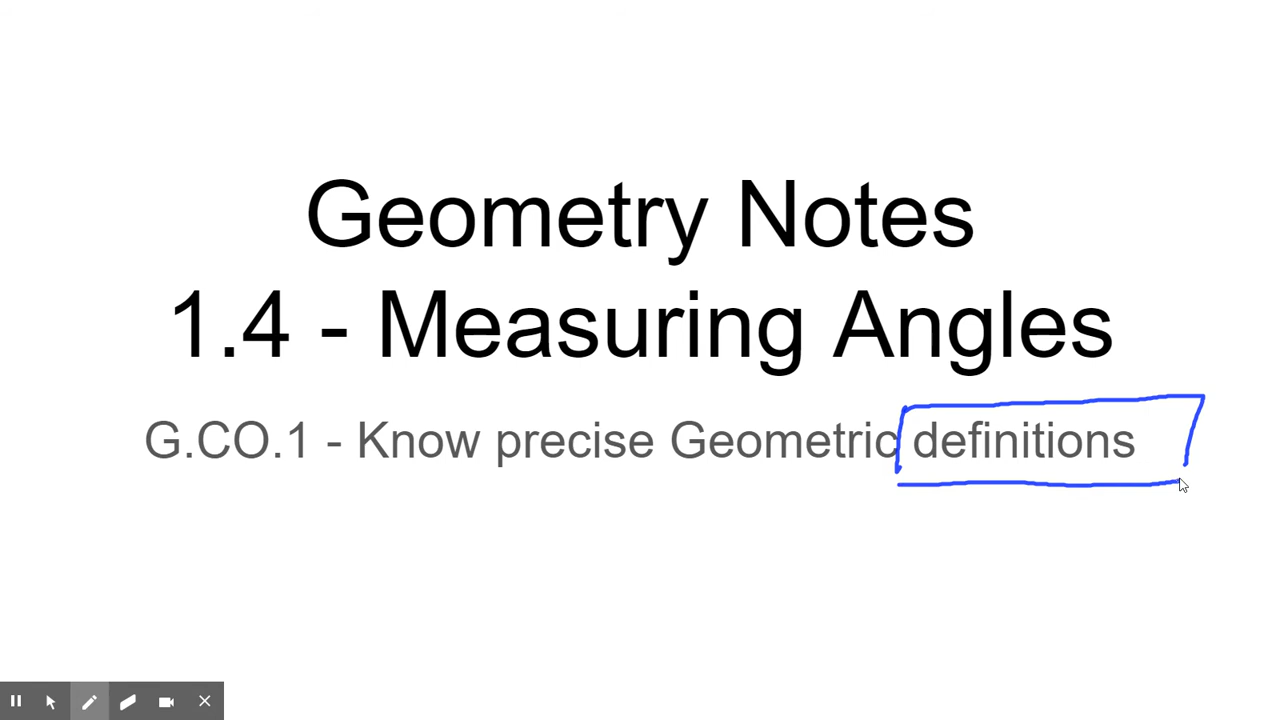 Geometry Notes
1.4 - Measuring Angles
G.CO.1 - Know precise Geometric definitions